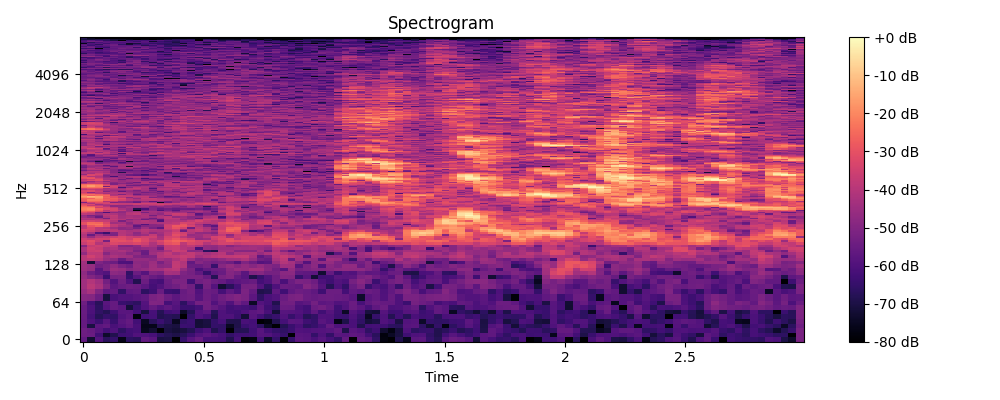 Spectrogram
+0 dB
4096
-10 dB
2048
-20 dB
1024
-30 dB
Hz
512
-40 dB
256
-50 dB
128
-60 dB
64
-70 dB
0
-80 dB
0 0.5 1 1.5 2 2.5
Time